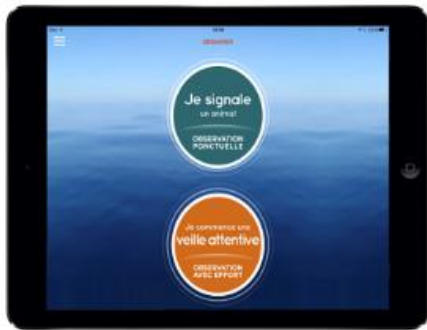 Je signale
un animal
OBSERVATION
PONCTUELLE
Je commence une
veille attentive
OBSERVATION
AVEC EFFORT